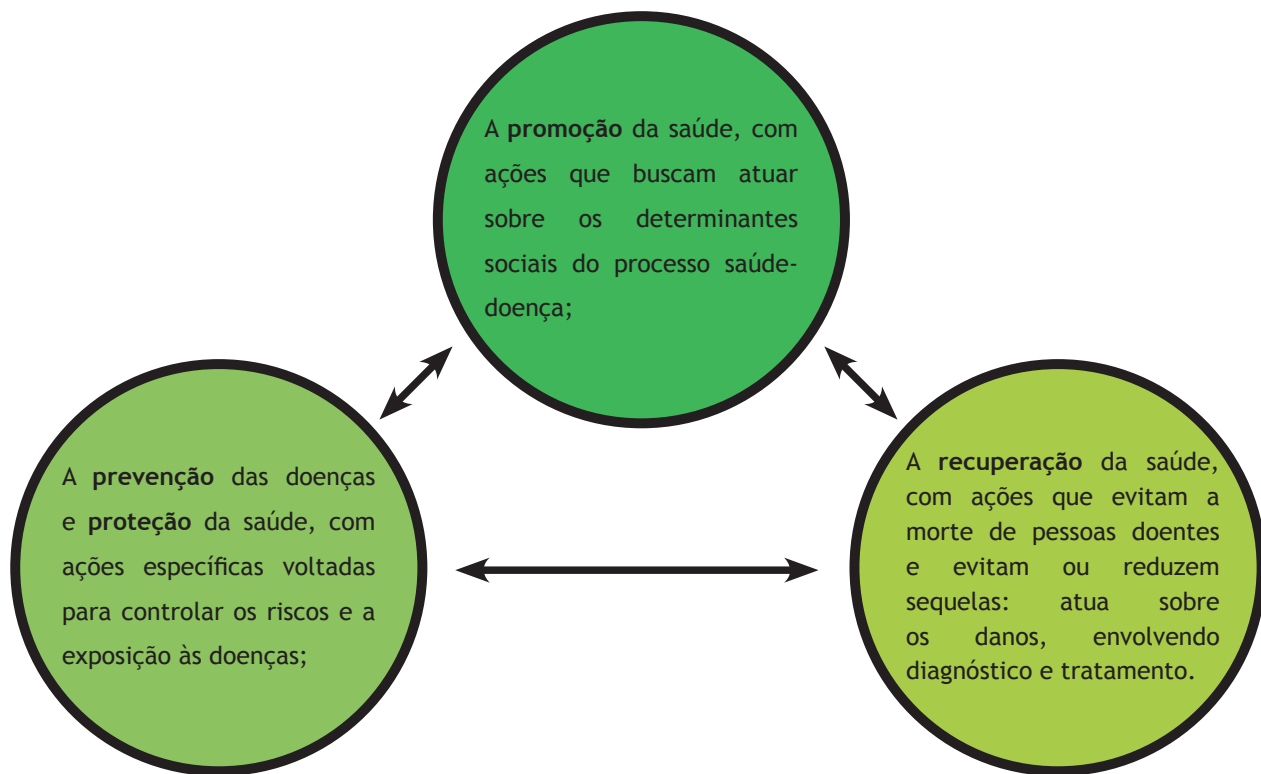 A promoção da saúde, com
ações que buscam atuar
sobre os determinantes
sociais do processo saúde-
doença;
A prevenção das doenças
e proteção da saúde, com
ações específicas voltadas
para controlar os riscos e a
exposição às doenças;
A recuperação da saúde,
com ações que evitam a
morte de pessoas doentes
e evitam ou reduzem
sequelas: atua sobre
os danos, envolvendo
diagnóstico e tratamento.